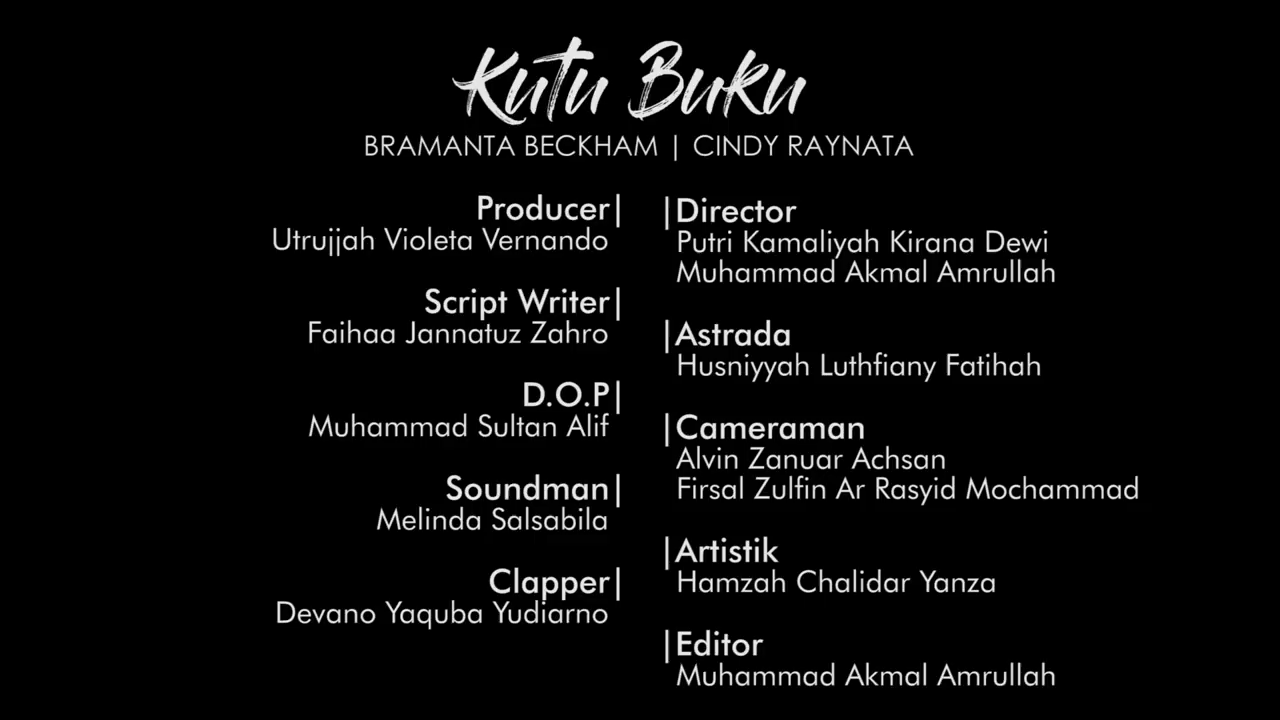 Kutu Buku
BRAMANTA BECKHAM | CINDY RAYNATA
Producer|
Utrujjah Violeta Vernando
Script Writer|
Faihaa Jannatuz Zahro
D.O.P|
Muhammad Sultan Alif
Soundman|
Melinda Salsabila
Clapper|
Devano Yaquba Yudiarno
|Director
Putri Kamaliyah Kirana Dewi
Muhammad Akmal Amrullah
|Astrada
Husniyyah Luthfiany Fatihah
|Cameraman
Alvin Zanuar Achsan
Firsal Zulfin Ar Rasyid Mochammad
|Artistik
Hamzah Chalidar Yanza
|Editor
Muhammad Akmal Amrullah